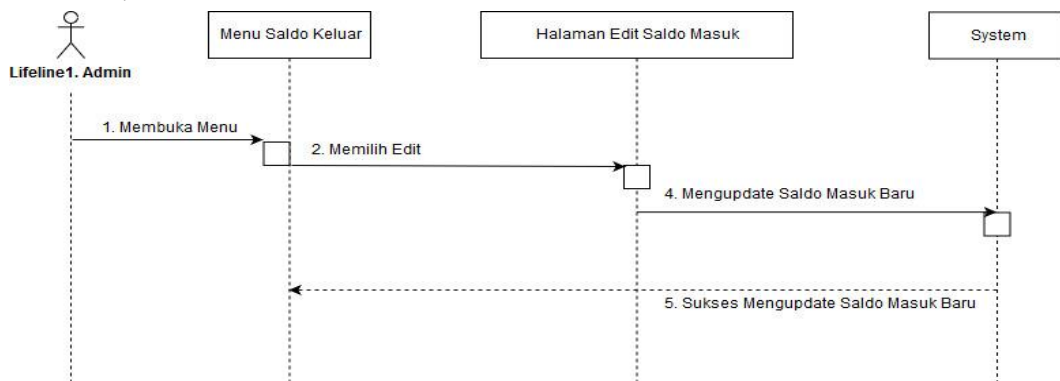 Menu Saldo Keluar
Halaman Edit Saldo Masuk
System
Lifeline1. Admin
1. Membuka Menu
2. Memilih Edit
4. Mengupdate Saldo Masuk Baru
5. Sukses Mengupdate Saldo Masuk Baru